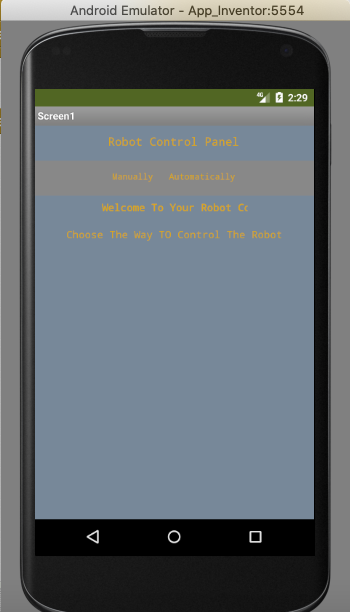 Android Emulator - App_Inventor:5554
4G 2:29
Screen1
Robot Control Panel
Manually Automatically
Welcome To Your Robot Cc
Choose The Way TO Control The Robot